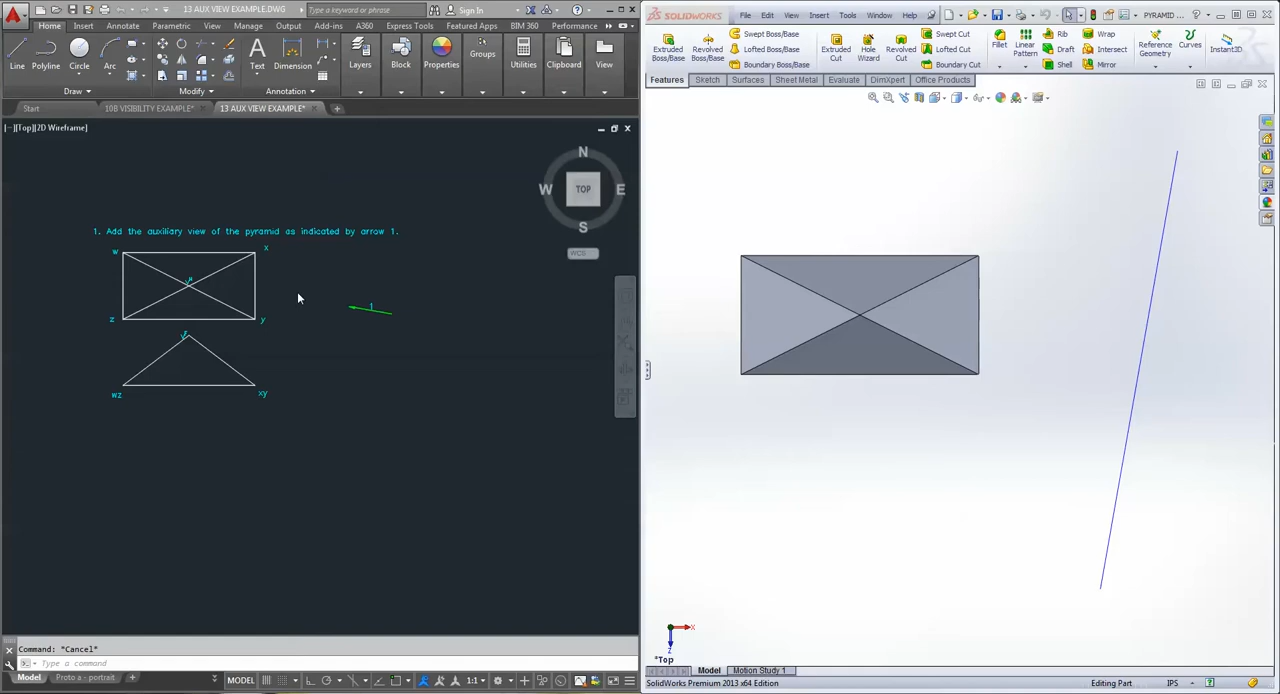 13 AUX VIEW EXAMPLE.DWG
Type a keyword or phrase
Sign In
Home Insert Annotate Parametric View Manage Output Add-ins A360 Express Tools Featured Apps BIM 360 Performance
Line Polyline Circle Arc Text Dimension Layers Block Properties Groups Utilities Clipboard View
Draw Modify Annotation
Start 10B VISIBILITY EXAMPLE* 13 AUX VIEW EXAMPLE*
[−][Top][2D Wireframe]
N
W TOP E
S
WCS
1. Add the auxiliary view of the pyramid as indicated by arrow 1.
w x
1
z y
wz xy
Command: *Cancel*
Type a command
Model Proto a - portrait
MODEL 1:1
SOLIDWORKS File Edit View Insert Tools Window Help PYRAMID ...
Extruded Boss/Base
Revolved Boss/Base
Swept Boss/Base
Lofted Boss/Base
Boundary Boss/Base
Extruded Cut
Hole Wizard
Revolved Cut
Swept Cut
Lofted Cut
Boundary Cut
Fillet
Linear Pattern
Rib
Draft
Shell
Wrap
Intersect
Mirror
Reference Geometry
Curves
Instant3D
Features Sketch Surfaces Sheet Metal Evaluate DimXpert Office Products
X
Z
*Top
Model Motion Study 1
SolidWorks Premium 2013 x64 Edition Editing Part IPS